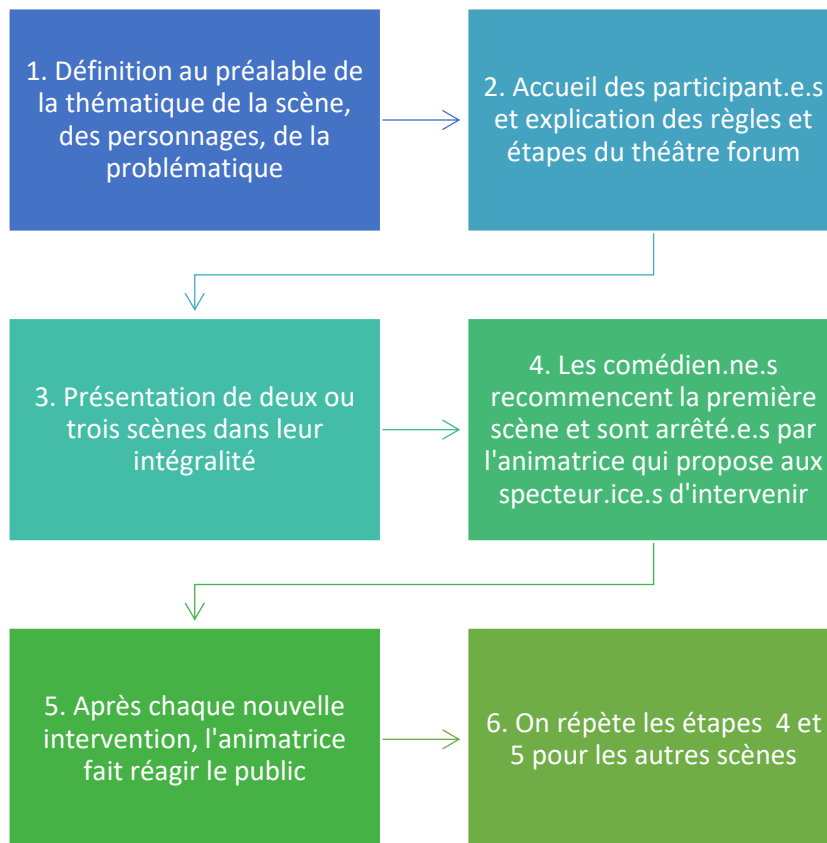 1. Définition au préalable de
la thématique de la scène,
des personnages, de la
problématique
2. Accueil des participant.e.s
et explication des règles et
étapes du théâtre forum
3. Présentation de deux ou
trois scènes dans leur
intégralité
4. Les comédien.ne.s
recommencent la première
scène et sont arrêté.e.s par
l'animatrice qui propose aux
specteur.ice.s d'intervenir
5. Après chaque nouvelle
intervention, l'animatrice
fait réagir le public
6. On répète les étapes  4 et
5 pour les autres scènes